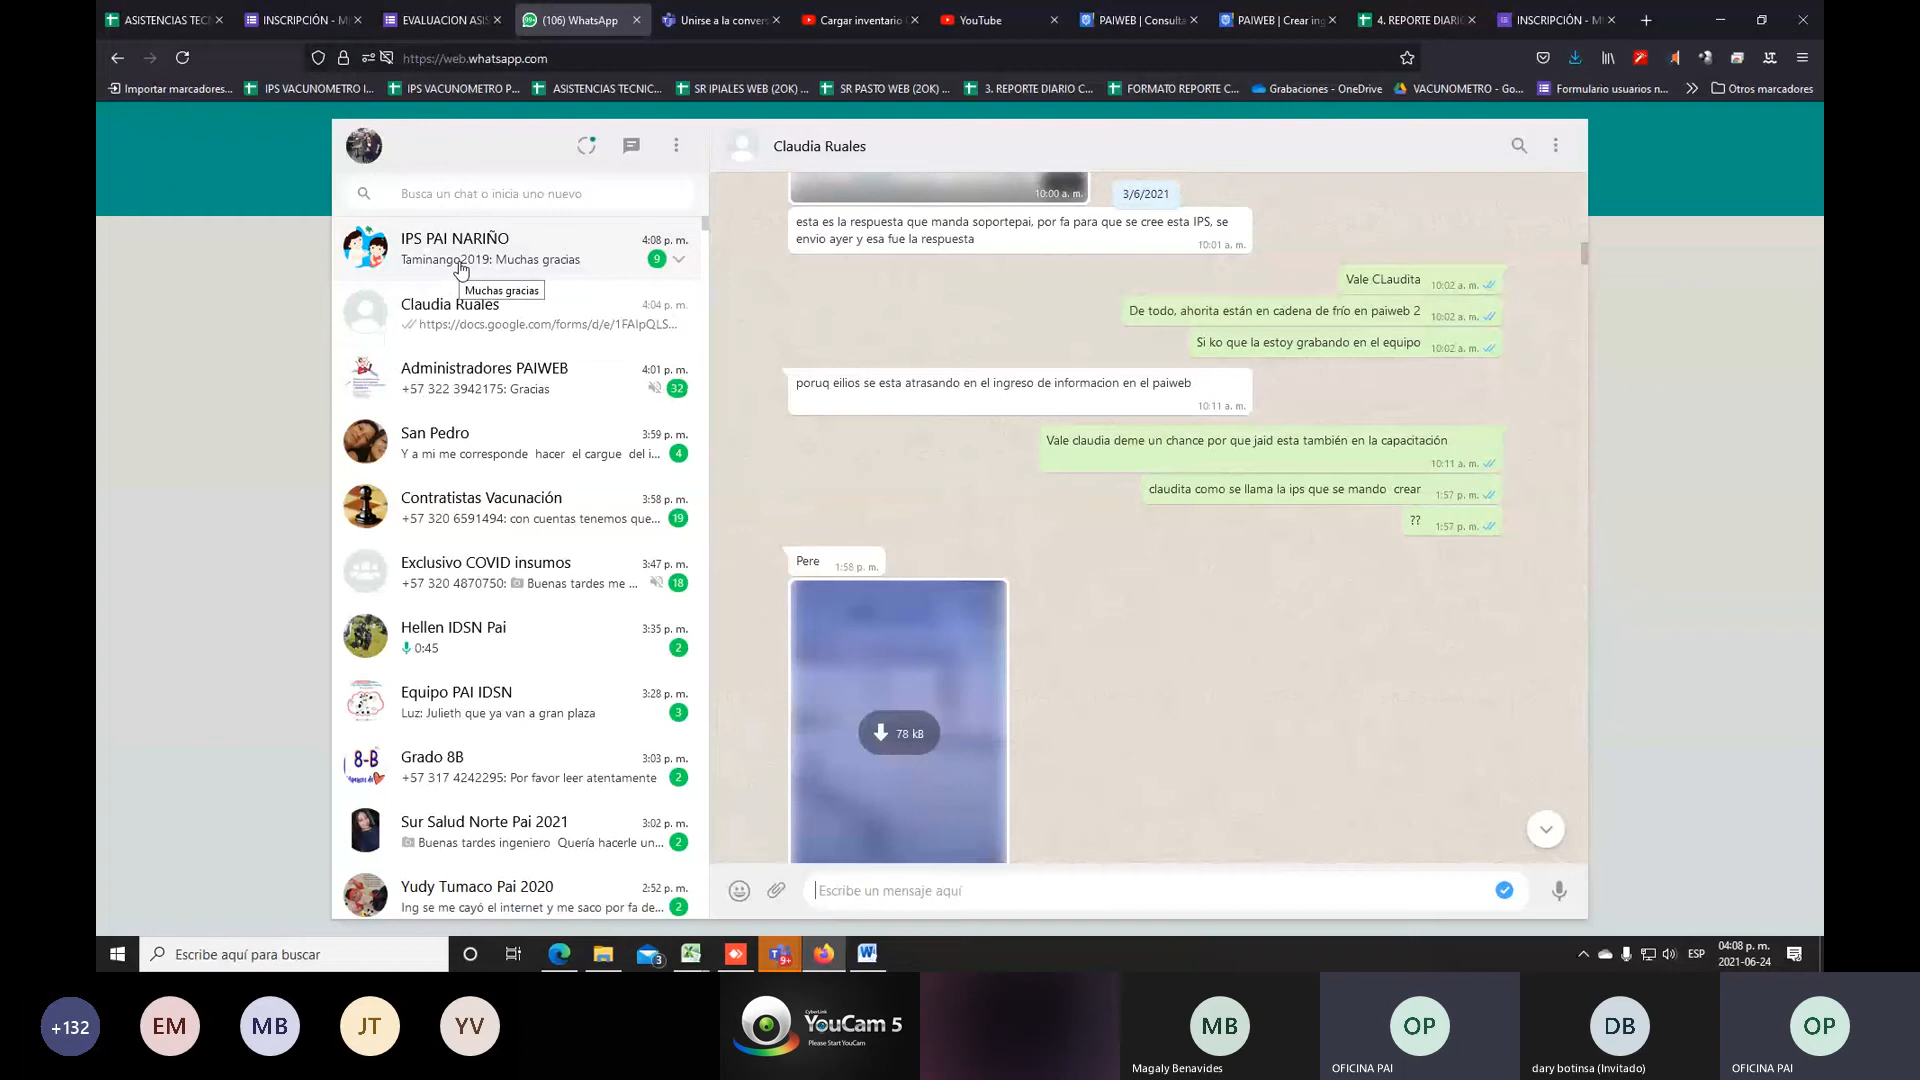 ASISTENCIAS TECN
INSCRIPCIÓN - M
EVALUACION ASIS
(106) WhatsApp
Unirse a la convers
Cargar inventario
YouTube
PAIWEB | Consulta
PAIWEB | Crear ing
4. REPORTE DIARI
INSCRIPCIÓN - M
https://web.whatsapp.com
Importar marcadores...
IPS VACUNOMETRO I...
IPS VACUNOMETRO P...
ASISTENCIAS TECNIC...
SR IPIALES WEB (2OK) ...
SR PASTO WEB (2OK) ...
3. REPORTE DIARIO C...
FORMATO REPORTE C...
Grabaciones - OneDrive
VACUNOMETRO - Go...
Formulario usuarios n...
Otros marcadores
Busca un chat o inicia uno nuevo
IPS PAI NARIÑO
4:08 p. m.
Taminango2019: Muchas gracias
9
Muchas gracias
Claudia Ruales
4:04 p. m.
https://docs.google.com/forms/d/e/1FAIpQLS...
Administradores PAIWEB
4:01 p. m.
+57 322 3942175: Gracias
32
San Pedro
3:59 p. m.
Y a mi me corresponde hacer el cargue del i...
4
Contratistas Vacunación
3:58 p. m.
+57 320 6591494: con cuentas tenemos que...
19
Exclusivo COVID insumos
3:47 p. m.
+57 320 4870750: Buenas tardes me ...
18
Hellen IDSN Pai
3:35 p. m.
0:45
2
Equipo PAI IDSN
3:28 p. m.
Luz: Julieth que ya van a gran plaza
3
8-B
Grado 8B
3:03 p. m.
+57 317 4242295: Por favor leer atentamente
2
Sur Salud Norte Pai 2021
3:02 p. m.
Buenas tardes ingeniero Quería hacerle un...
2
Yudy Tumaco Pai 2020
2:52 p. m.
Ing se me cayó el internet y me saco por fa de...
2
Claudia Ruales
10:00 a. m.
3/6/2021
esta es la respuesta que manda soportepai, por fa para que se cree esta IPS, se
envio ayer y esa fue la respuesta
10:01 a. m.
Vale CLaudita
10:02 a. m.
De todo, ahorita están en cadena de frío en paiweb 2
10:02 a. m.
Si ko que la estoy grabando en el equipo
10:02 a. m.
poruq eilios se esta atrasando en el ingreso de informacion en el paiweb
10:11 a. m.
Vale claudia deme un chance por que jaid esta también en la capacitación
10:11 a. m.
claudita como se llama la ips que se mando crear
1:57 p. m.
??
1:57 p. m.
Pere
1:58 p. m.
78 kB
Escribe un mensaje aquí
Escribe aquí para buscar
3
9+
ESP
04:08 p. m.
2021-06-24
+132
EM
MB
JT
YV
CyberLink
YouCam 5
Please Start YouCam
MB
Magaly Benavides
OP
OFICINA PAI
DB
dary botinsa (Invitado)
OP
OFICINA PAI